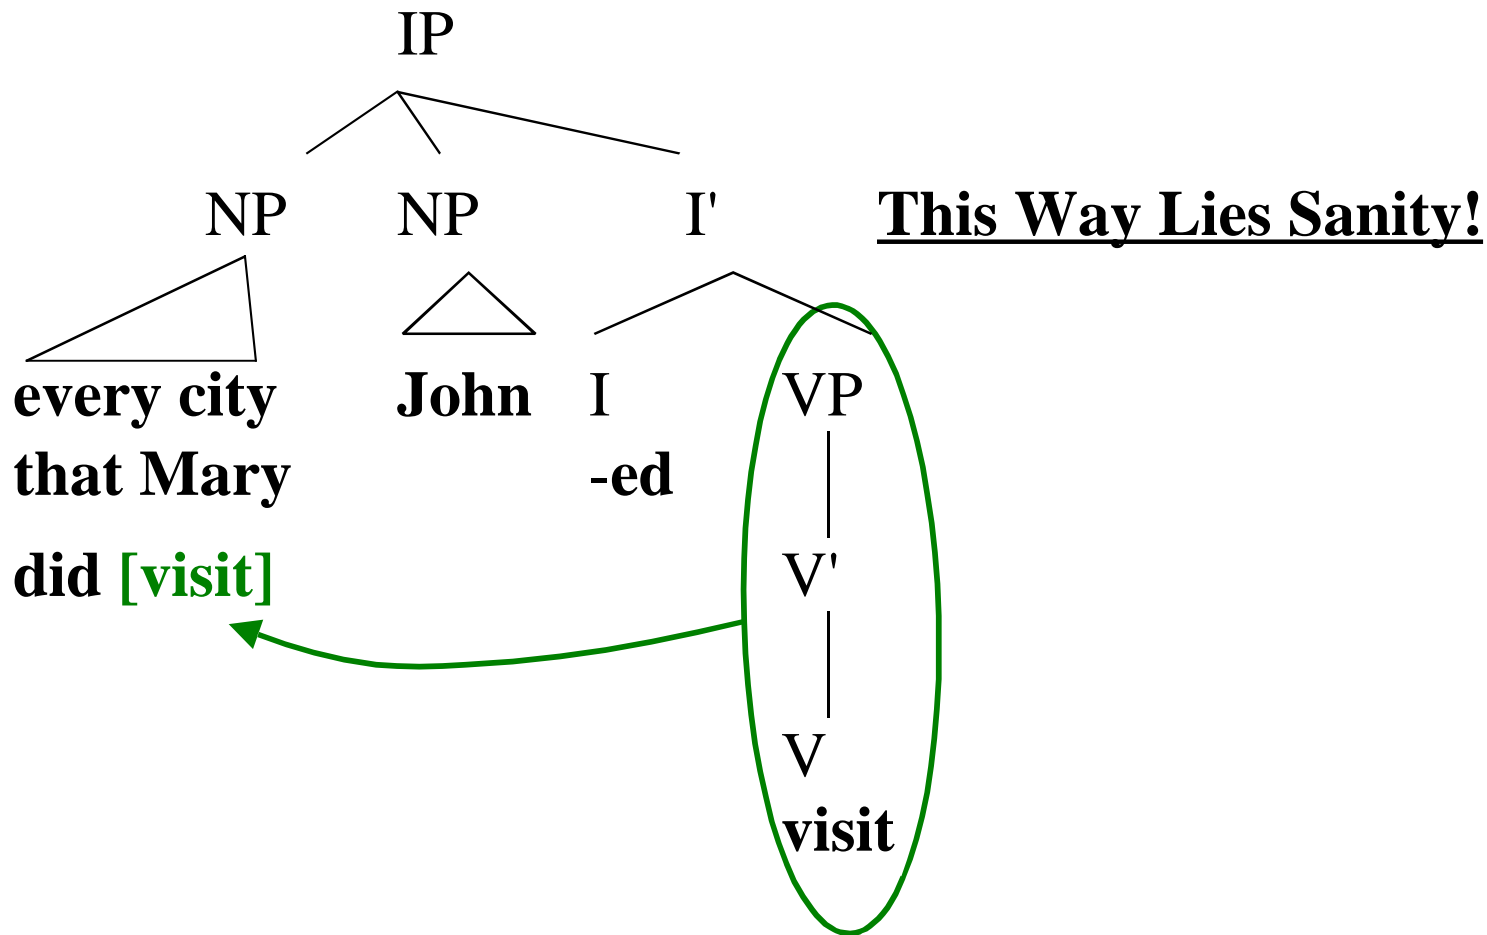 IP
NP NP I' This Way Lies Sanity!
every city John I VP
that Mary -ed
did [visit] V'
V
visit